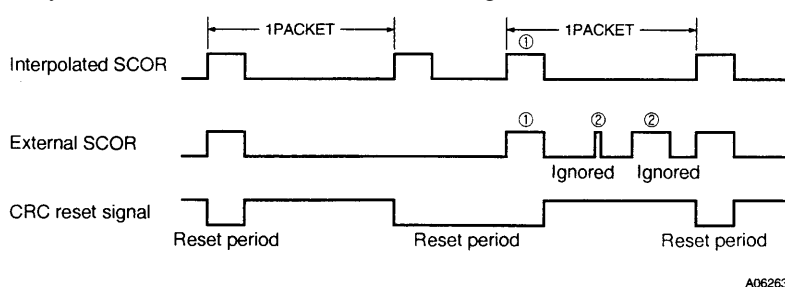 1PACKET
①
1PACKET
Interpolated SCOR
①
②
②
External SCOR
Ignored
Ignored
CRC reset signal
Reset period
Reset period
Reset period
A06263